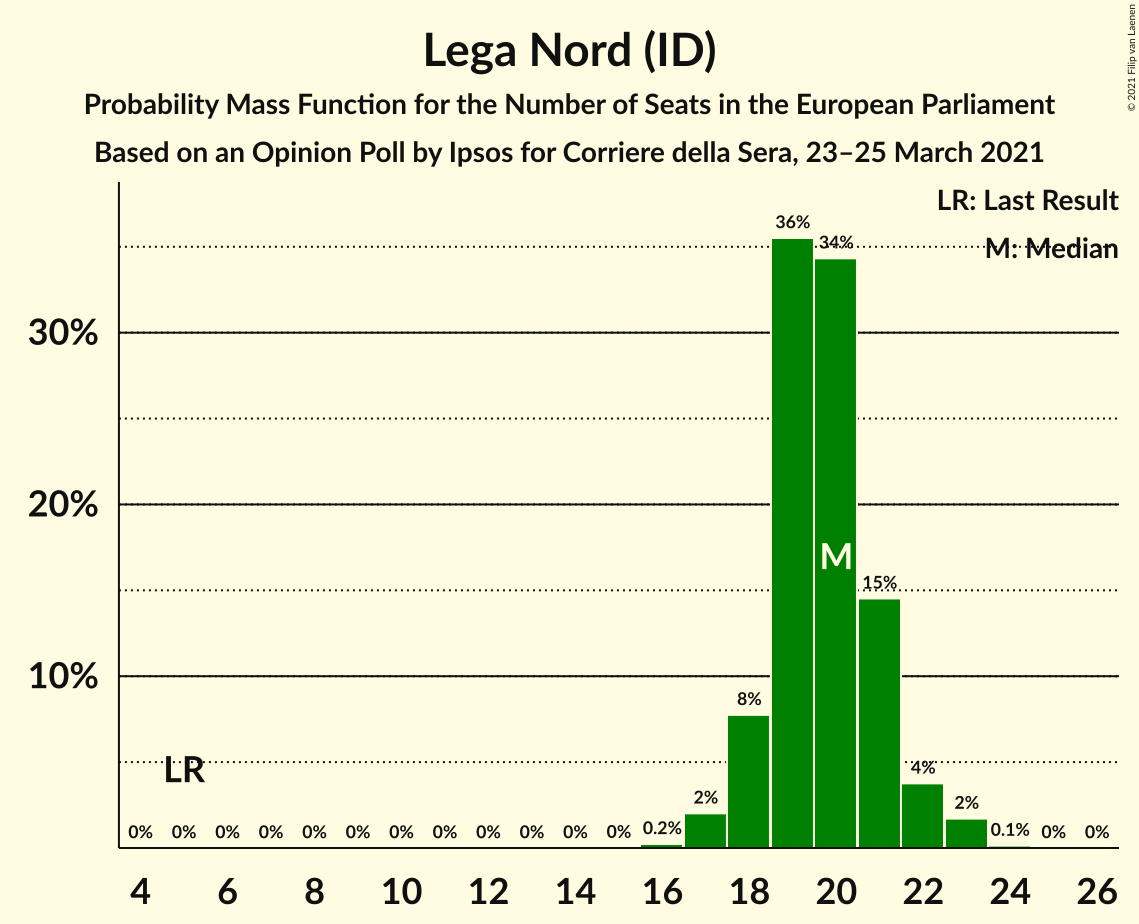 Lega Nord (ID)
Probability Mass Function for the Number of Seats in the European Parliament
Based on an Opinion Poll by Ipsos for Corriere della Sera, 23–25 March 2021
© 2021 Filip van Laenen
LR: Last Result
M: Median
36%
34%
30%
20%
M
15%
10%
8%
LR
4%
2%
2%
0% 0% 0% 0% 0% 0% 0% 0% 0% 0% 0% 0% 0.2% 0.1% 0% 0%
4 6 8 10 12 14 16 18 20 22 24 26